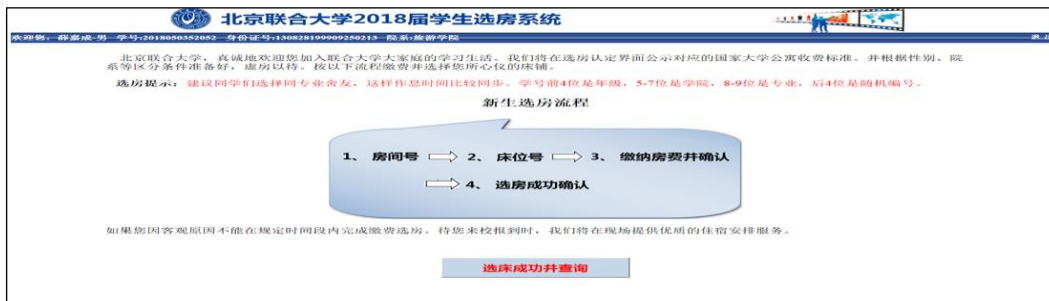 北京联合大学2018届学生选房系统
欢迎您: 薛嘉成-男 学号:2018050352052 身份证号:130828199909250213 院系:旅游学院
北京联合大学,真诚地欢迎您加入联合大学大家庭的学习生活。我们将在选房认定界面公示对应的国家大学公寓收费标准。并根据性别、院
系等区分条件准备好,虚房以待。按以下流程缴费并选择您所心仪的床铺。
选房提示:建议同学们选择同专业舍友,这样作息时间比较同步。学号前4位是年级,5-7位是学院,8-9位是专业,后4位是随机编号。
新生选房流程
1、 房间号 2、 床位号 3、 缴纳房费并确认
4、 选房成功确认
如果您因客观原因不能在规定时间段内完成缴费选房。待您来校报到时,我们将在现场提供优质的住宿安排服务。
选床成功并查询